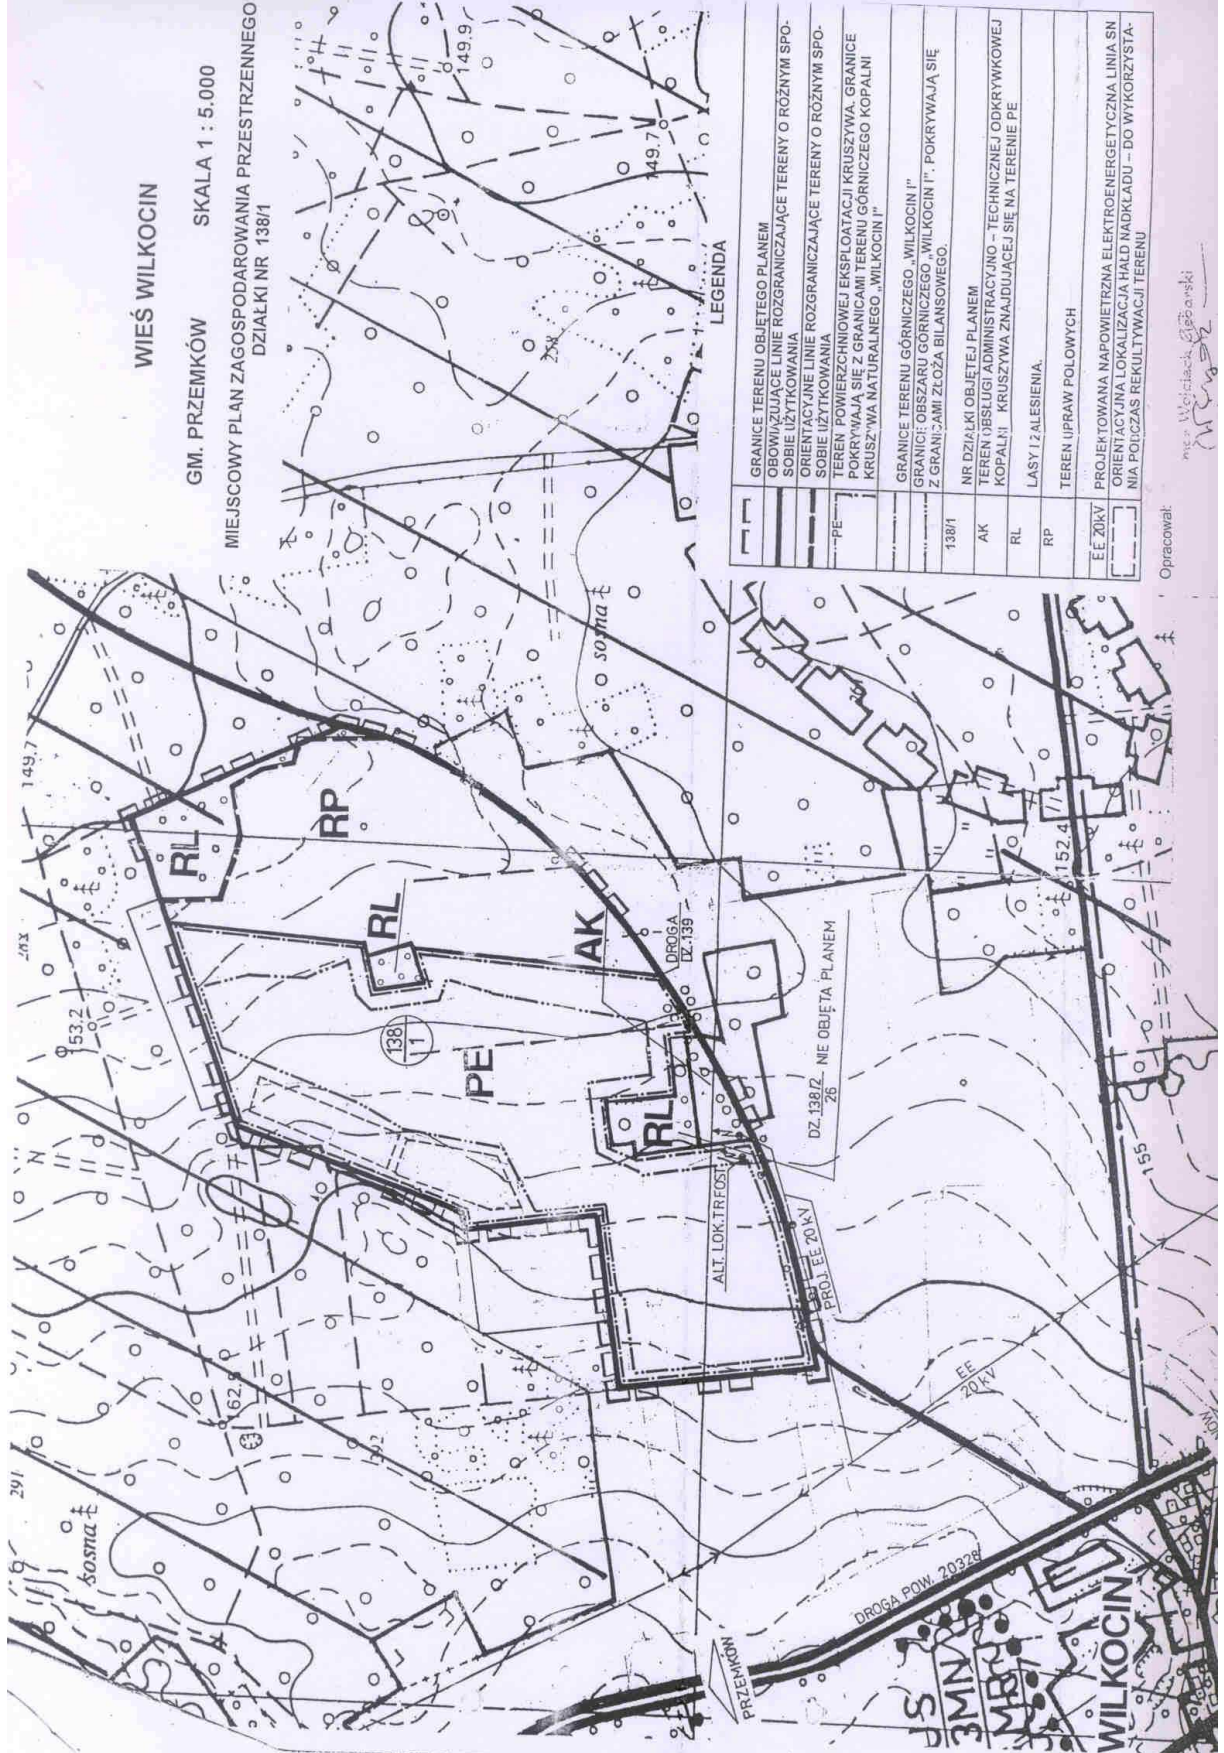 WIEŚ WILKOCIN
GM. PRZEMKÓW SKALA 1 : 5.000
MIEJSCOWY PLAN ZAGOSPODAROWANIA PRZESTRZENNEGO
DZIAŁKI NR 138/1
LEGENDA
GRANICE TERENU OBJĘTEGO PLANEM
OBOWIĄZUJĄCE LINIE ROZGRANICZAJĄCE TERENY O RÓŻNYM SPO-
SOBIE UŻYTKOWANIA
ORIENTACYJNE LINIE ROZGRANICZAJĄCE TERENY O RÓŻNYM SPO-
SOBIE UŻYTKOWANIA
PE
TEREN POWIERZCHNIOWEJ EKSPLOATACJI KRUSZYWA. GRANICE
POKRYWAJĄ SIĘ Z GRANICAMI TERENU GÓRNICZEGO KOPALNI
KRUSZYWA NATURALNEGO „WILKOCIN I"
GRANICE TERENU GÓRNICZEGO „WILKOCIN I"
GRANICE OBSZARU GÓRNICZEGO „WILKOCIN I". POKRYWAJĄ SIĘ
Z GRANICAMI ZŁOŻA BILANSOWEGO.
138/1 NR DZIAŁKI OBJĘTEJ PLANEM
AK TEREN OBSŁUGI ADMINISTRACYJNO – TECHNICZNEJ ODKRYWKOWEJ
KOPALNI KRUSZYWA ZNAJDUJĄCEJ SIĘ NA TERENIE PE
RL LASY I ZALESIENIA.
RP TEREN UPRAW POLOWYCH
EE 20kV PROJEKTOWANA NAPOWIETRZNA ELEKTROENERGETYCZNA LINIA SN
ORIENTACYJNA LOKALIZACJA HAŁD NADKŁADU – DO WYKORZYSTA-
NIA PODCZAS REKULTYWACJI TERENU
Opracował:
149.9
149.7
149.7
153.2
162.9
291
292
sosna
sosna
RL
RP
RL
AK
138
1
PE
RL
DROGA
DZ.139
DZ. 138/2 NIE OBJĘTA PLANEM
26
ALT. LOK.TRFOST
PROJ. EE 20 kV
EE
20 kV
152.4
155
DROGA POW. 20328
PRZEMKÓW
3MN
WILKOCIN